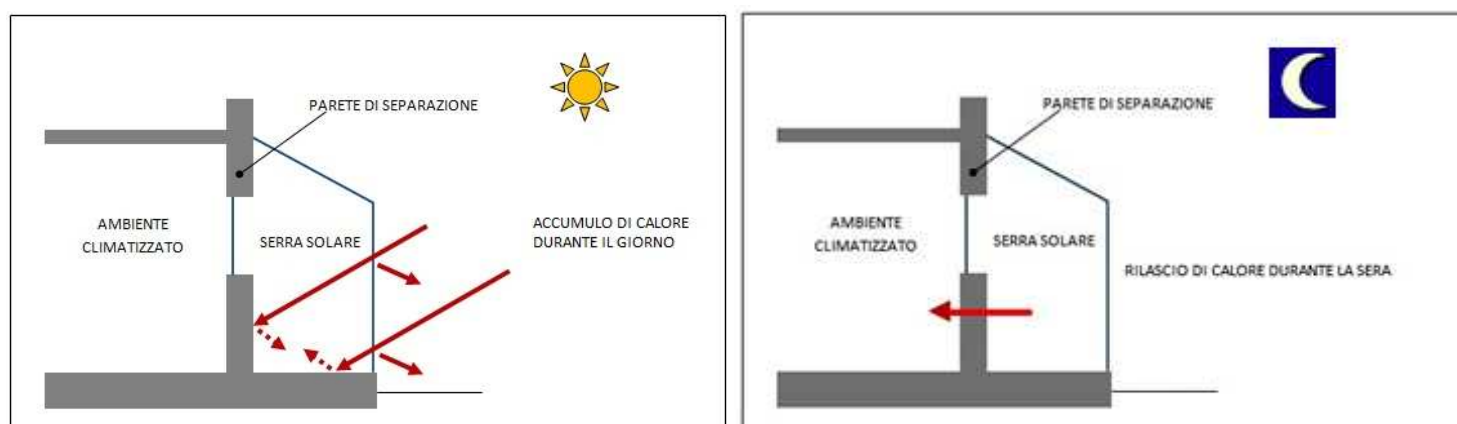 PARETE DI SEPARAZIONE
AMBIENTE
CLIMATIZZATO
SERRA SOLARE
ACCUMULO DI CALORE
DURANTE IL GIORNO
PARETE DI SEPARAZIONE
AMBIENTE
CLIMATIZZATO
SERRA SOLARE
RILASCIO DI CALORE DURANTE LA SERA